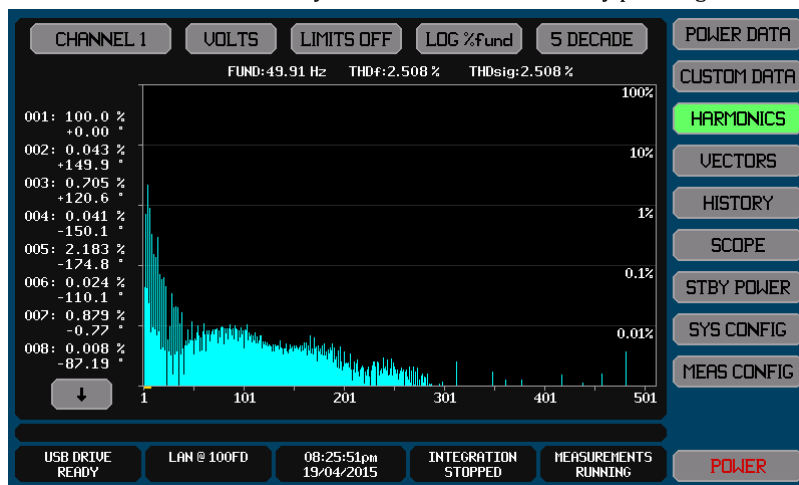 CHANNEL 1 VOLTS LIMITS OFF LOG %fund 5 DECADE POWER DATA
FUND:49.91 Hz THDf:2.508 % THDsig:2.508 %
CUSTOM DATA
100%
001: 100.0 %
+0.00 °
HARMONICS
002: 0.043 %
+149.9 °
10%
VECTORS
003: 0.705 %
+120.6 °
HISTORY
004: 0.041 %
-150.1 °
1%
005: 2.183 %
-174.8 °
SCOPE
006: 0.024 %
-110.1 °
0.1%
STBY POWER
007: 0.879 %
-0.77 °
0.01%
SYS CONFIG
008: 0.008 %
-87.19 °
MEAS CONFIG
↓
1 101 201 301 401 501
USB DRIVE
READY
LAN @ 100FD
08:25:51pm
19/04/2015
INTEGRATION
STOPPED
MEASUREMENTS
RUNNING
POWER